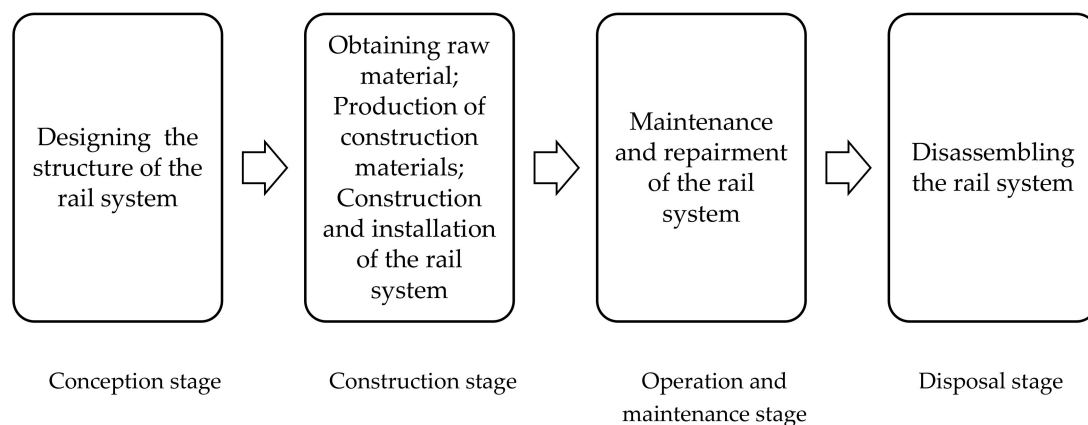 Designing the
structure of the
rail system
Obtaining raw
material;
Production of
construction
materials;
Construction
and installation
of the rail
system
Maintenance
and repairment
of the rail
system
Disassembling
the rail system
Conception stage
Construction stage
Operation and
maintenance stage
Disposal stage